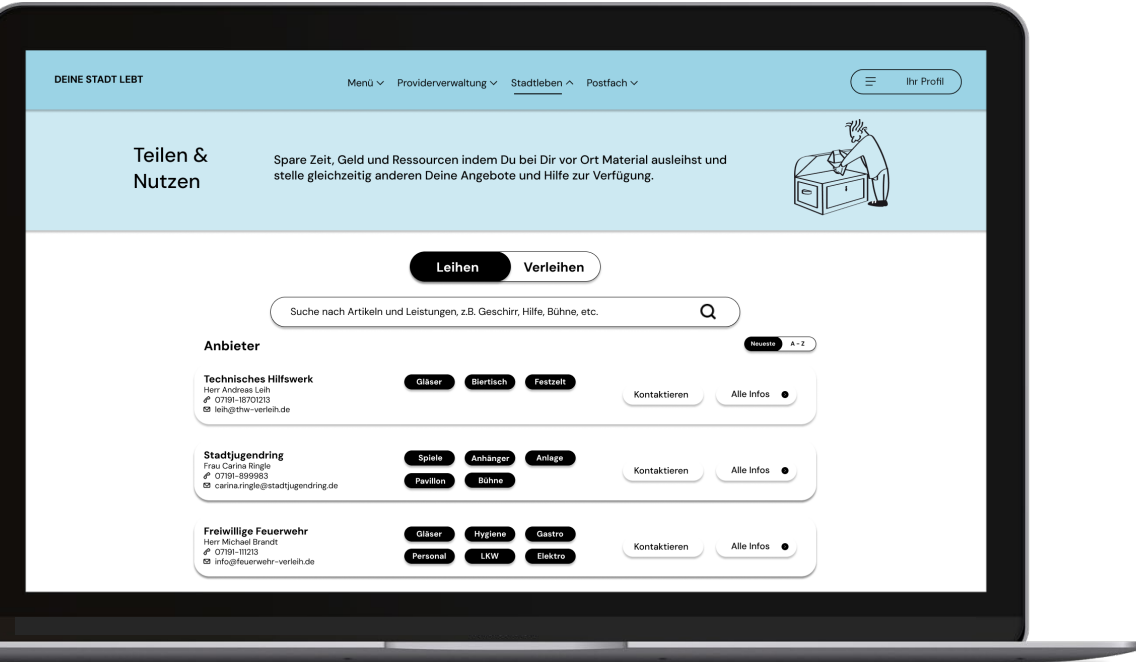 DEINE STADT LEBT
Menü Providerverwaltung Stadtleben Postfach
Ihr Profil
Teilen &
Nutzen
Spare Zeit, Geld und Ressourcen indem Du bei Dir vor Ort Material ausleihst und
stelle gleichzeitig anderen Deine Angebote und Hilfe zur Verfügung.
Leihen Verleihen
Suche nach Artikeln und Leistungen, z.B. Geschirr, Hilfe, Bühne, etc.
Anbieter
Neueste A - Z
Technisches Hilfswerk
Herr Andreas Leih
07191-18701213
leih@thw-verleih.de
Gläser Biertisch Festzelt
Kontaktieren Alle Infos
Stadtjugendring
Frau Carina Ringle
07191-899983
carina.ringle@stadtjugendring.de
Spiele Anhänger Anlage
Pavillon Bühne
Kontaktieren Alle Infos
Freiwillige Feuerwehr
Herr Michael Brandt
07191-111213
info@feuerwehr-verleih.de
Gläser Hygiene Gastro
Personal LKW Elektro
Kontaktieren Alle Infos